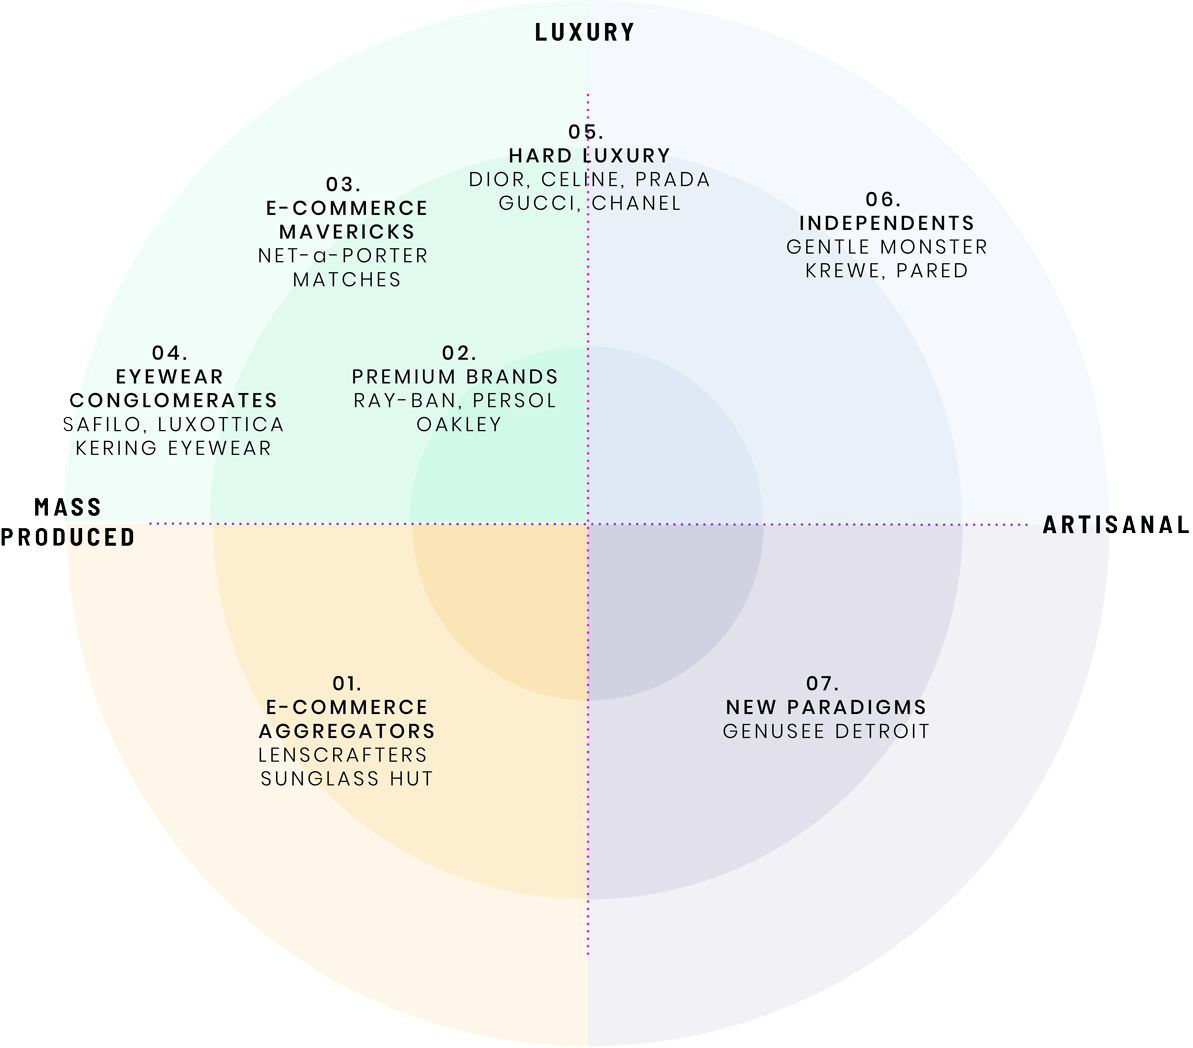 LUXURY
05.
HARD LUXURY
DIOR, CELINE, PRADA
GUCCI, CHANEL
03.
E-COMMERCE
MAVERICKS
NET-a-PORTER
MATCHES
06.
INDEPENDENTS
GENTLE MONSTER
KREWE, PARED
04.
EYEWEAR
CONGLOMERATES
SAFILO, LUXOTTICA
KERING EYEWEAR
02.
PREMIUM BRANDS
RAY-BAN, PERSOL
OAKLEY
MASS
PRODUCED
ARTISANAL
01.
E-COMMERCE
AGGREGATORS
LENSCRAFTERS
SUNGLASS HUT
07.
NEW PARADIGMS
GENUSEE DETROIT